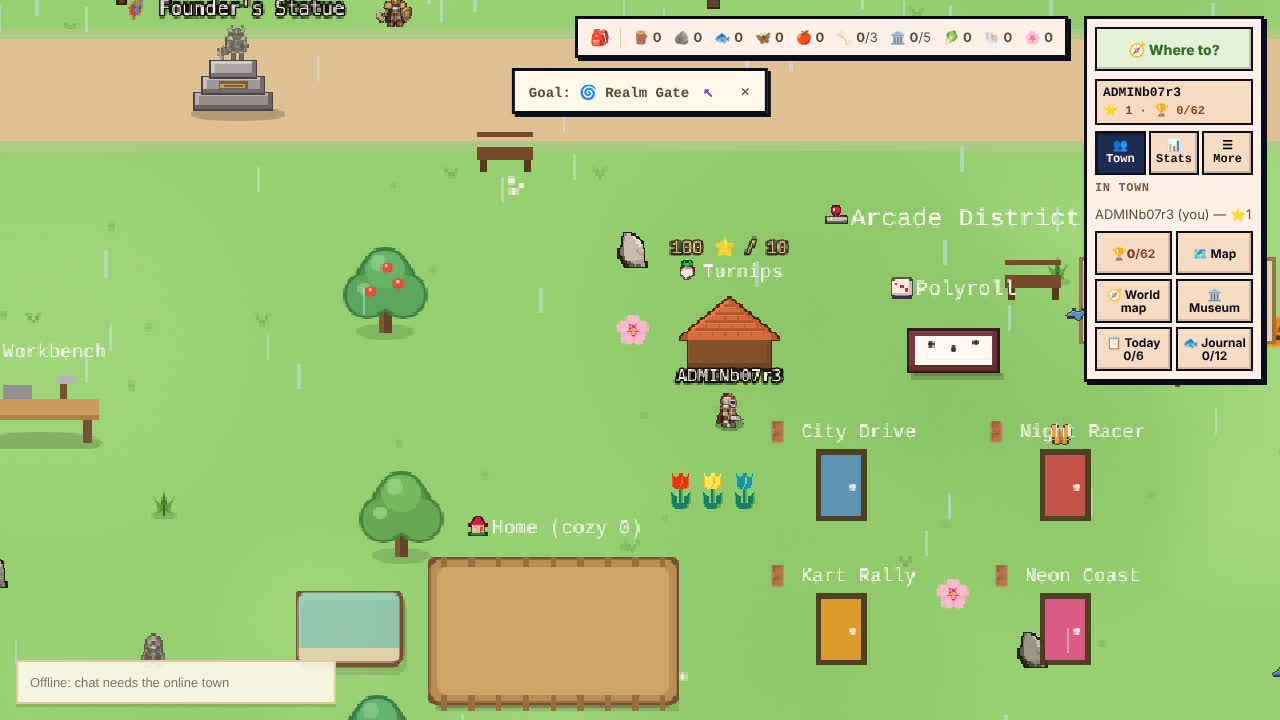 Founder's Statue
0 0 0 0 0 0/3 0/5 0 0 0
Where to?
Goal: Realm Gate ×
ADMINb07r3
1 · 0/62
Town
Stats
More
IN TOWN
ADMINb07r3 (you) — 1
0/62
Map
World map
Museum
Today 0/6
Journal 0/12
Arcade District
100 / 10
Turnips
Polyroll
Workbench
ADMINb07r3
City Drive
Night Racer
Home (cozy 0)
Kart Rally
Neon Coast
Offline: chat needs the online town